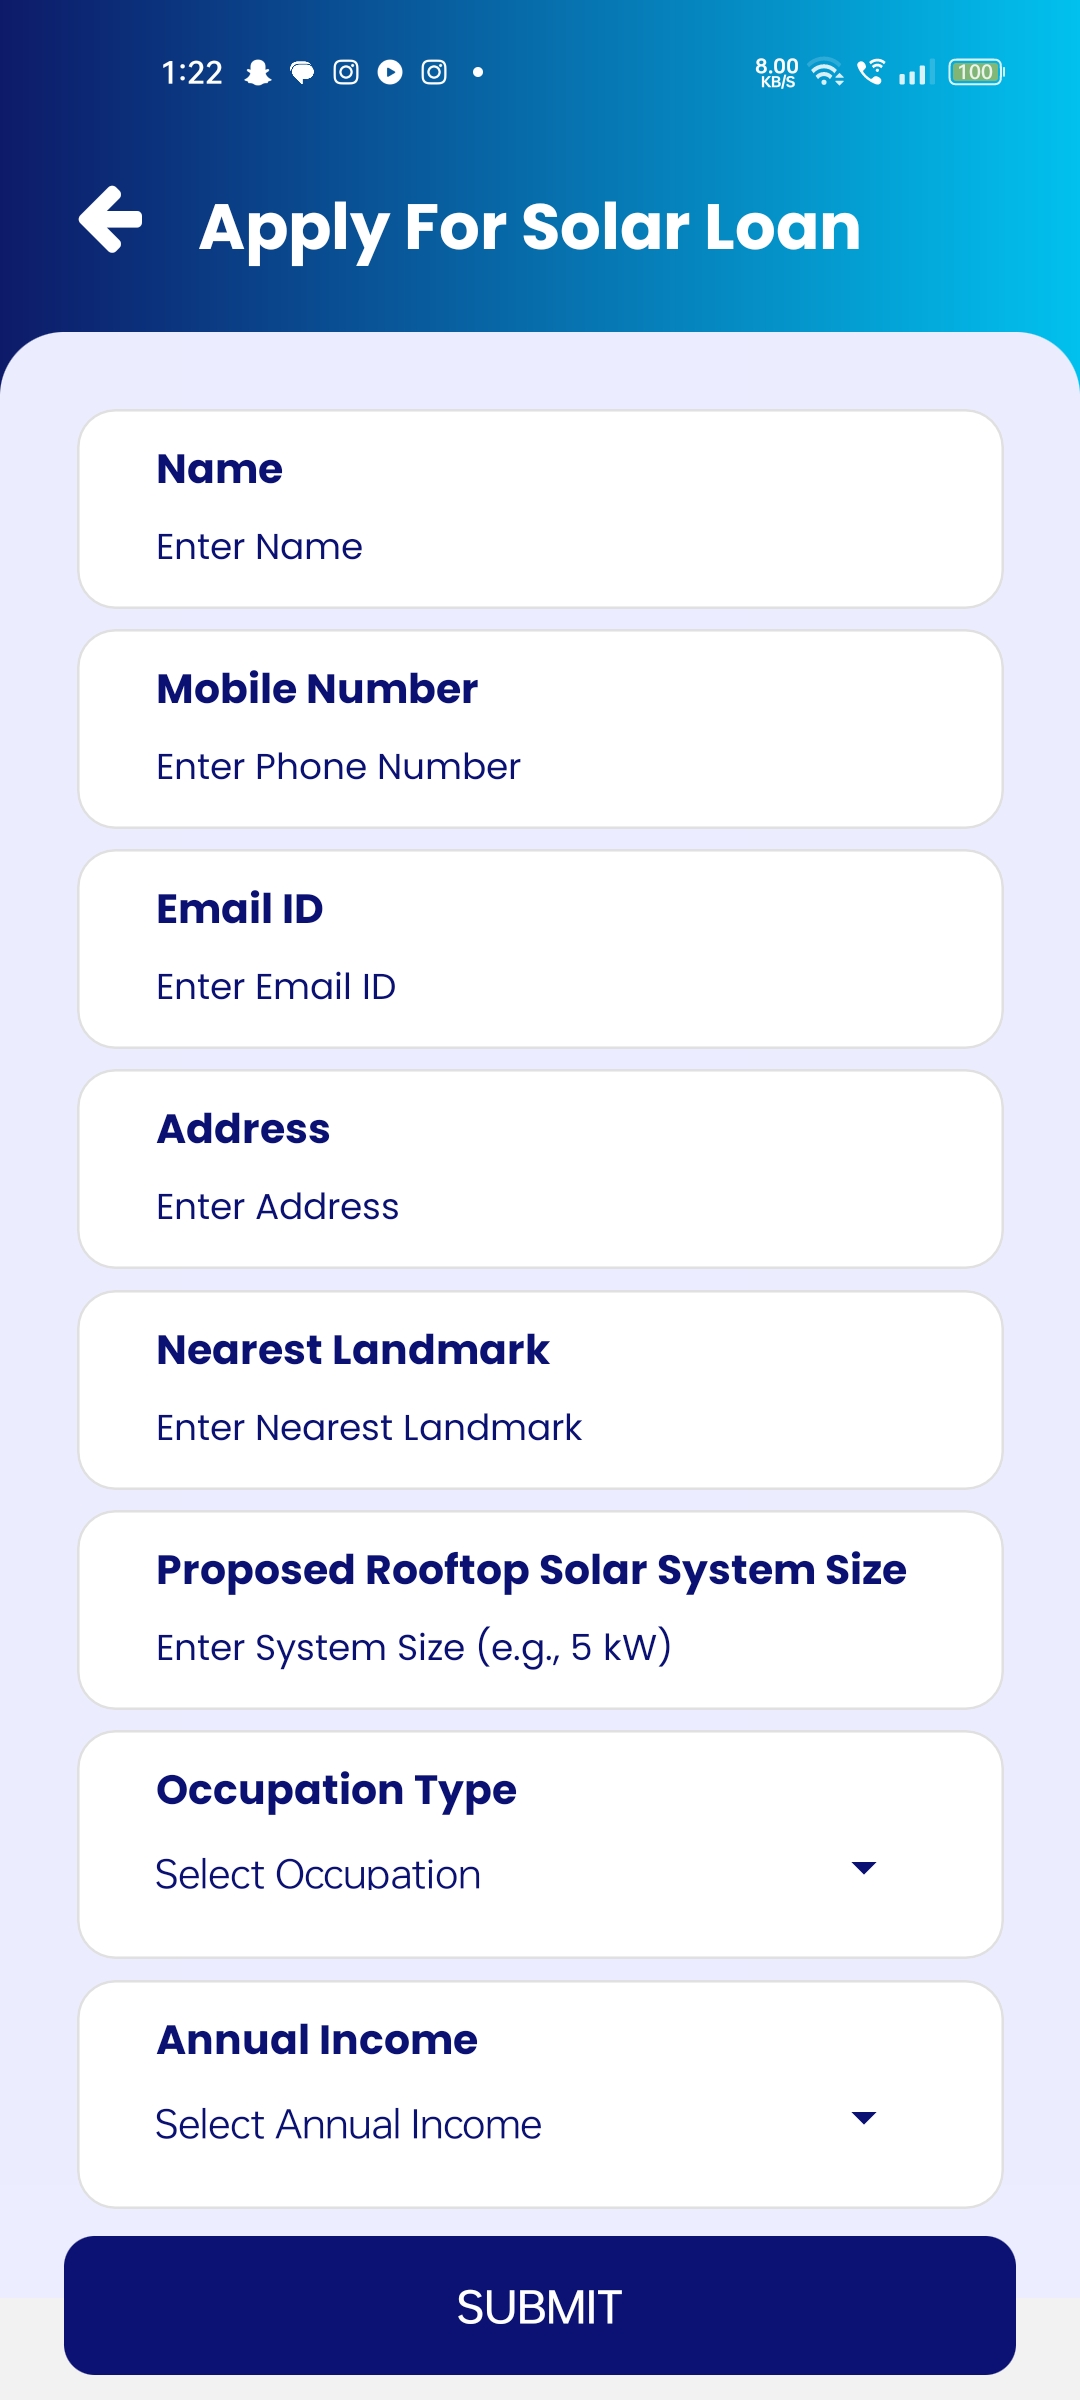 1:22
8.00
KB/S
100
Apply For Solar Loan
Name
Enter Name
Mobile Number
Enter Phone Number
Email ID
Enter Email ID
Address
Enter Address
Nearest Landmark
Enter Nearest Landmark
Proposed Rooftop Solar System Size
Enter System Size (e.g., 5 kW)
Occupation Type
Select Occupation
Annual Income
Select Annual Income
SUBMIT